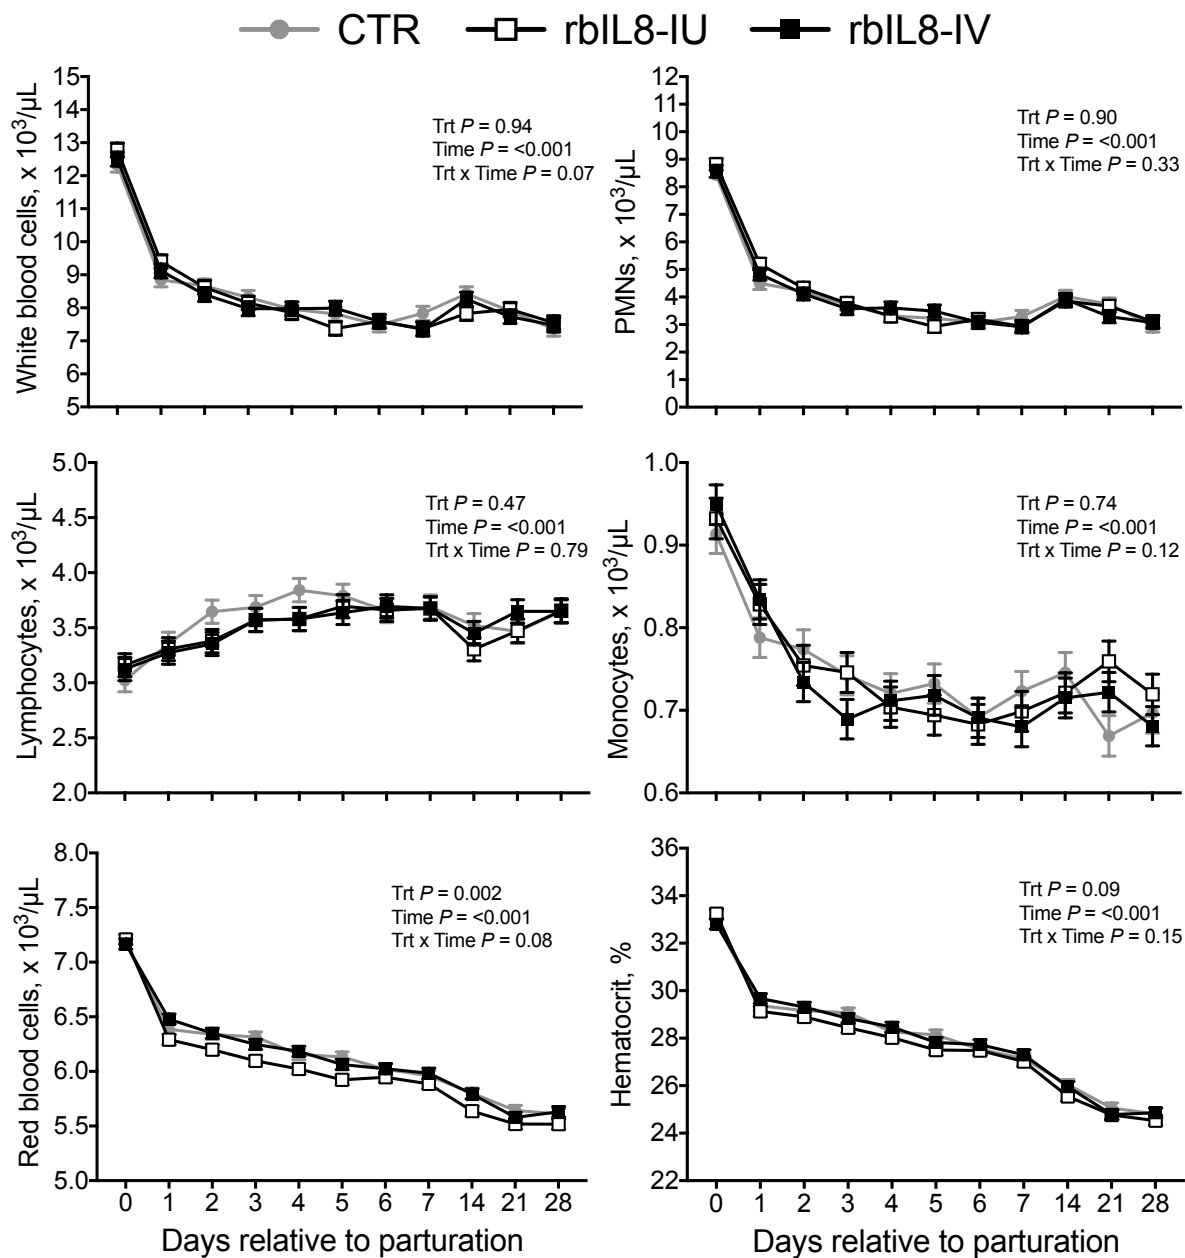 CTR rbIL8-IU rbIL8-IV
White blood cells, x 10³/µL
15
14
13
12
11
10
9
8
7
6
5
Trt P = 0.94
Time P = <0.001
Trt x Time P = 0.07
PMNs, x 10³/µL
12
11
10
9
8
7
6
5
4
3
2
1
0
Trt P = 0.90
Time P = <0.001
Trt x Time P = 0.33
Lymphocytes, x 10³/µL
5.0
4.5
4.0
3.5
3.0
2.5
2.0
Trt P = 0.47
Time P = <0.001
Trt x Time P = 0.79
Monocytes, x 10³/µL
1.0
0.9
0.8
0.7
0.6
Trt P = 0.74
Time P = <0.001
Trt x Time P = 0.12
Red blood cells, x 10³/µL
8.0
7.5
7.0
6.5
6.0
5.5
5.0
Trt P = 0.002
Time P = <0.001
Trt x Time P = 0.08
0 1 2 3 4 5 6 7 14 21 28
Days relative to parturation
Hematocrit, %
36
34
32
30
28
26
24
22
Trt P = 0.09
Time P = <0.001
Trt x Time P = 0.15
0 1 2 3 4 5 6 7 14 21 28
Days relative to parturation